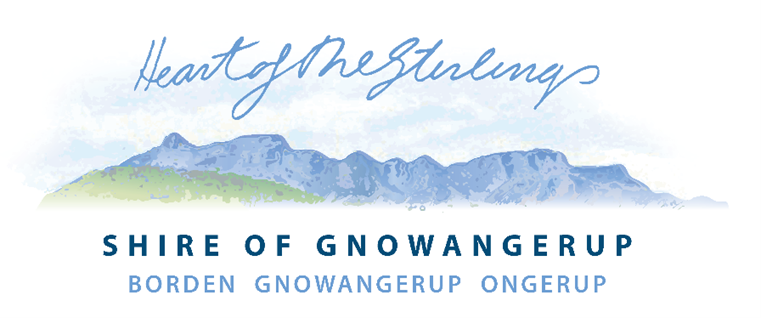 Heart of the Stirlings
SHIRE OF GNOWANGERUP
BORDEN GNOWANGERUP ONGERUP